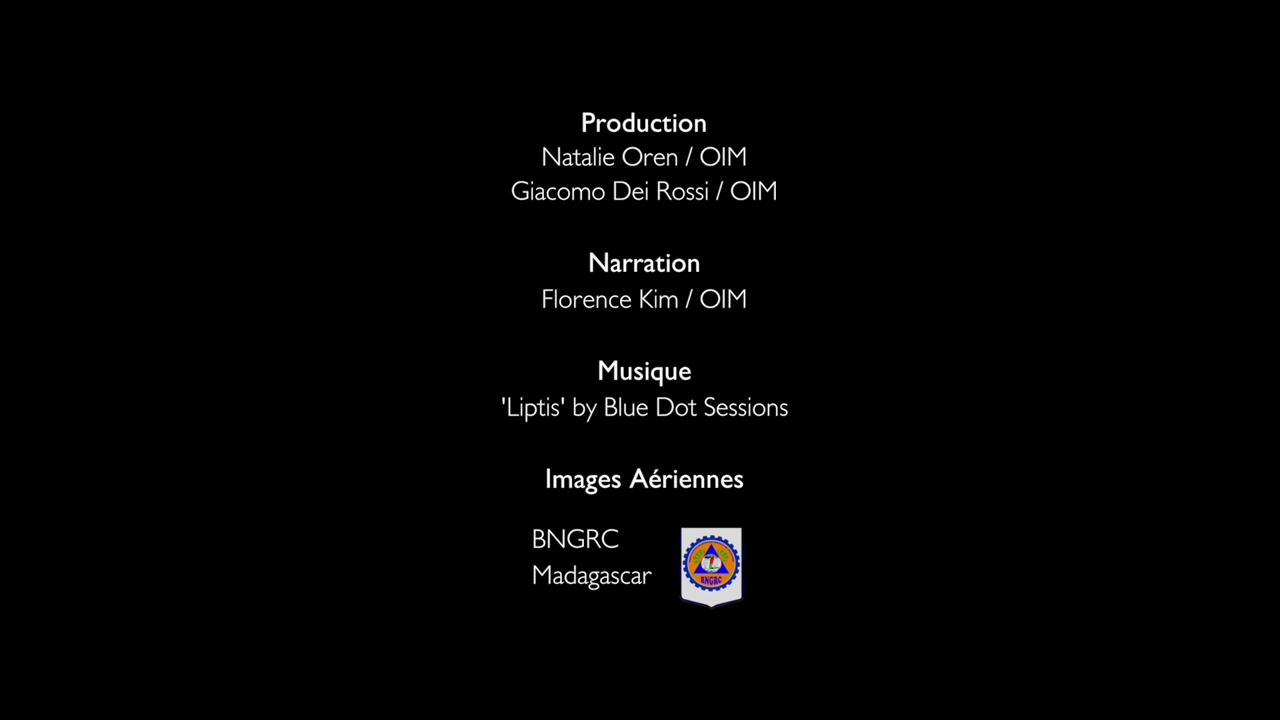 Production
Natalie Oren / OIM
Giacomo Dei Rossi / OIM
Narration
Florence Kim / OIM
Musique
'Liptis' by Blue Dot Sessions
Images Aériennes
BNGRC
Madagascar
BNGRC